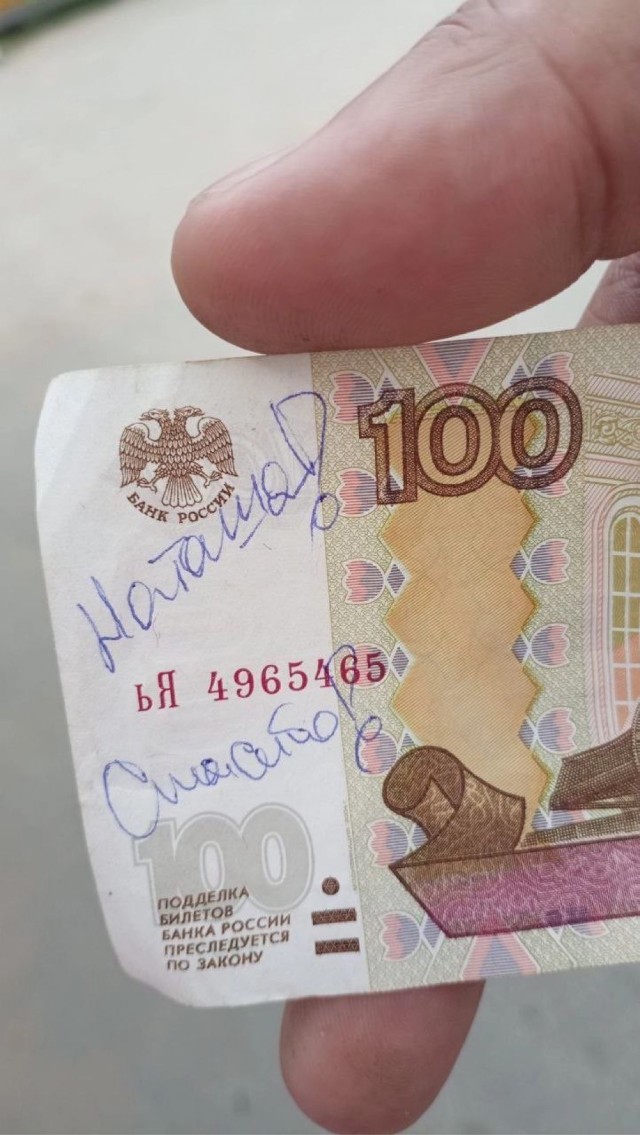 100
БАНК РОССИИ
Наташа!
ьЯ 4965465
Спасибо!
100
ПОДДЕЛКА
БИЛЕТОВ
БАНКА РОССИИ
ПРЕСЛЕДУЕТСЯ
ПО ЗАКОНУ